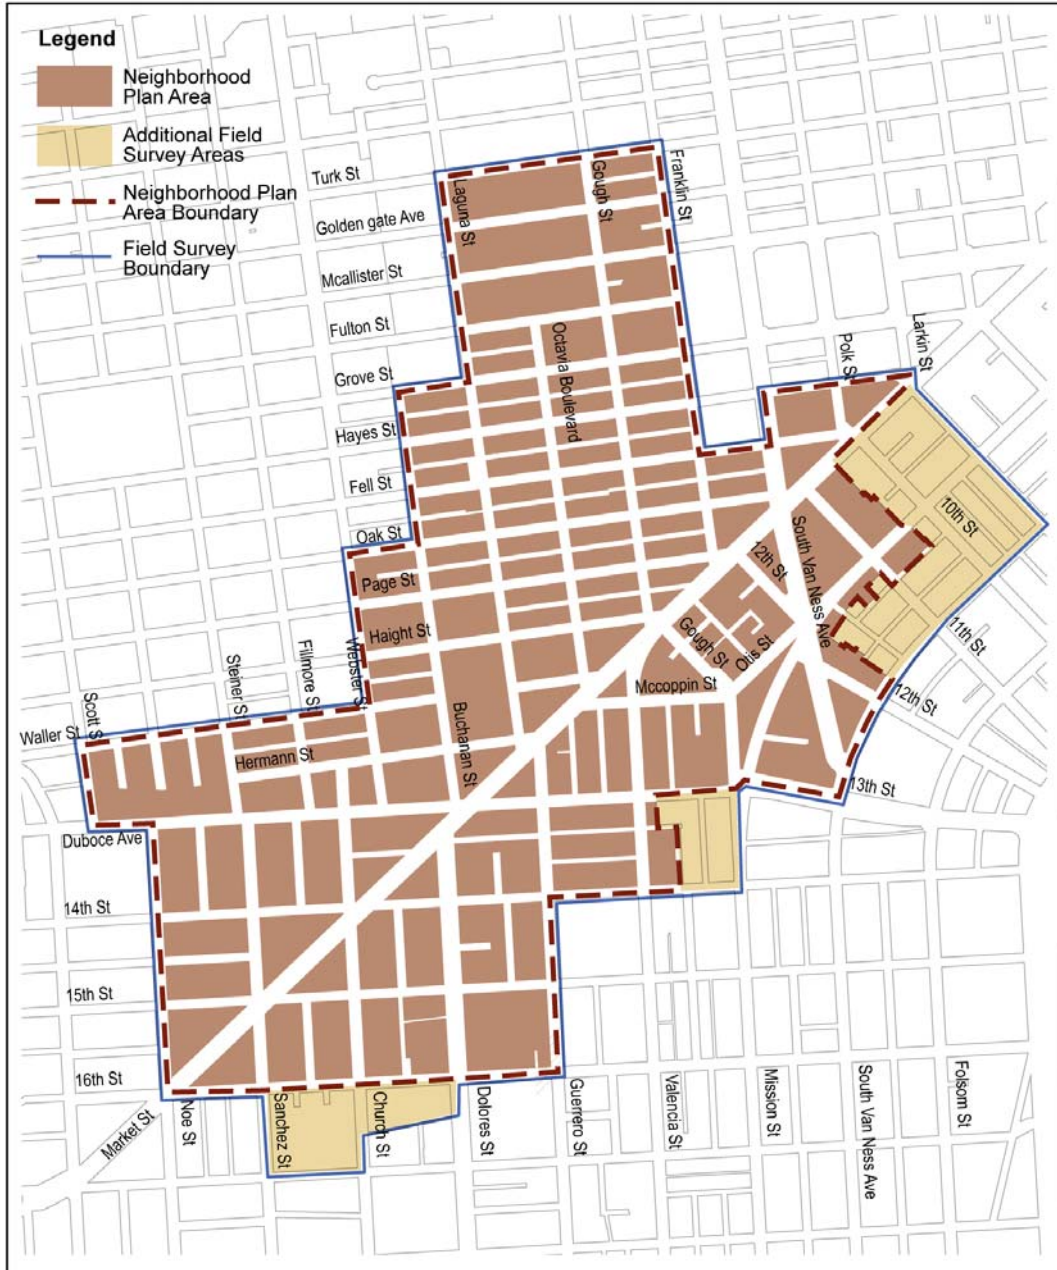 Legend
Neighborhood
Plan Area
Additional Field
Survey Areas
Neighborhood Plan
Area Boundary
Field Survey
Boundary
Turk St
Golden gate Ave
Mcallister St
Fulton St
Grove St
Hayes St
Fell St
Oak St
Page St
Haight St
Laguna St
Gough St
Franklin St
Octavia Boulevard
Polk St
Larkin St
10th St
11th St
12th St
South Van Ness Ave
12th St
Gough St
Otis St
Mccoppin St
13th St
Scott S
Steiner St
Fillmore St
Webster St
Waller St
Hermann St
Buchanan St
Duboce Ave
14th St
15th St
16th St
Market St
Noe St
Sanchez St
Church St
Dolores St
Guerrero St
Valencia St
Mission St
South Van Ness Ave
Folsom St